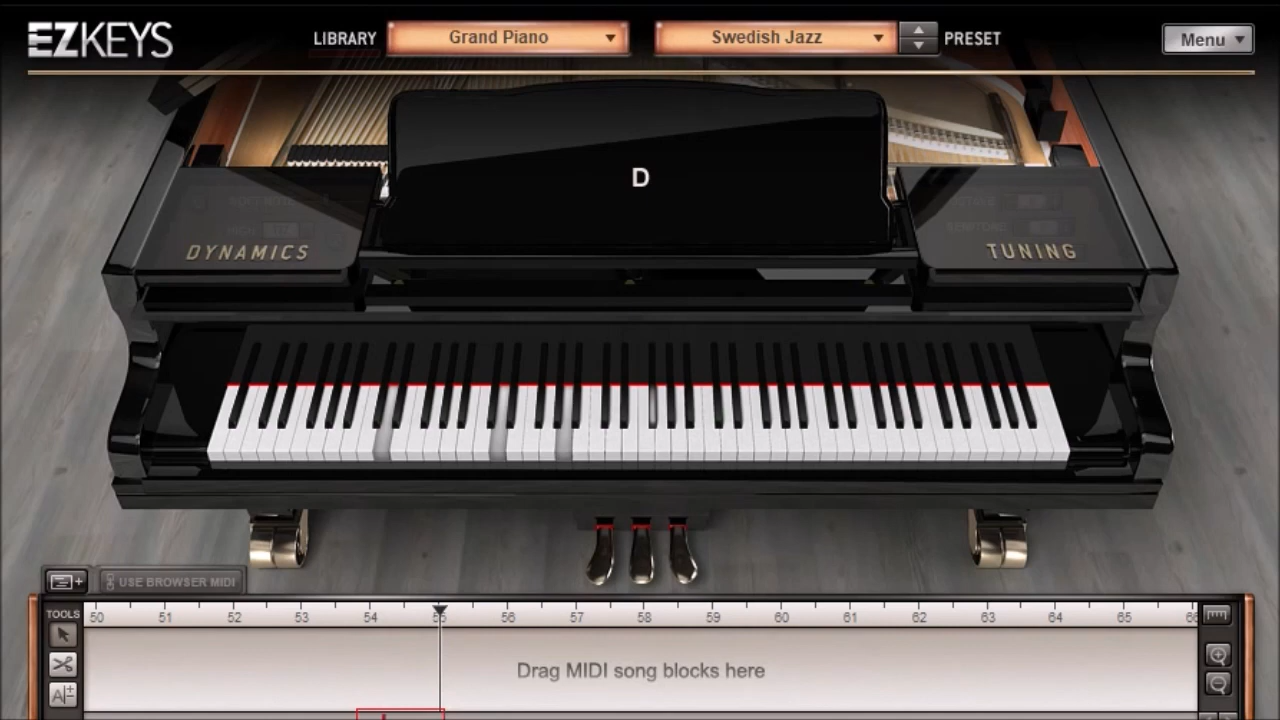 EZKEYS
LIBRARY Grand Piano Swedish Jazz PRESET Menu
D
DYNAMICS TUNING
USE BROWSER MIDI
TOOLS 50 51 52 53 54 55 56 57 58 59 60 61 62 63 64 65
Drag MIDI song blocks here
A